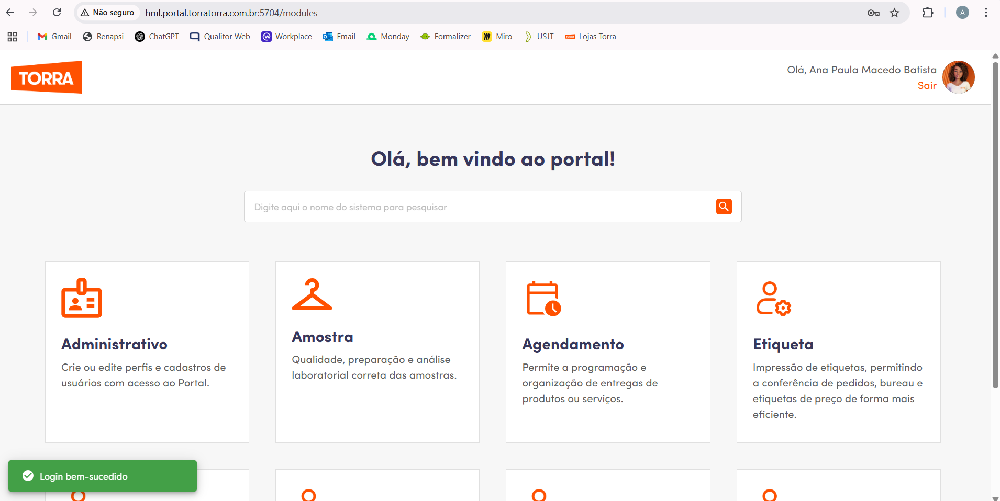 Não seguro
hml.portal.torratorra.com.br:5704/modules
A
Gmail
Renapsi
ChatGPT
Qualitor Web
Workplace
Email
Monday
Formalizer
Miro
USJT
Lojas Torra
TORRA
Olá, Ana Paula Macedo Batista
Sair
Olá, bem vindo ao portal!
Digite aqui o nome do sistema para pesquisar
Administrativo
Crie ou edite perfis e cadastros de
usuários com acesso ao Portal.
Amostra
Qualidade, preparação e análise
laboratorial correta das amostras.
Agendamento
Permite a programação e
organização de entregas de
produtos ou serviços.
Etiqueta
Impressão de etiquetas, permitindo
a conferência de pedidos, bureau e
etiquetas de preço de forma mais
eficiente.
Login bem-sucedido